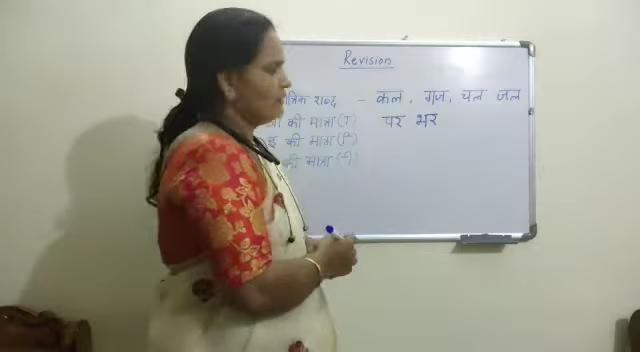 Revision
शब्द - कल, गज, चल जल
की मात्रा (ा) पर भर
इ की मात्रा (ि)
की मात्रा (ी)